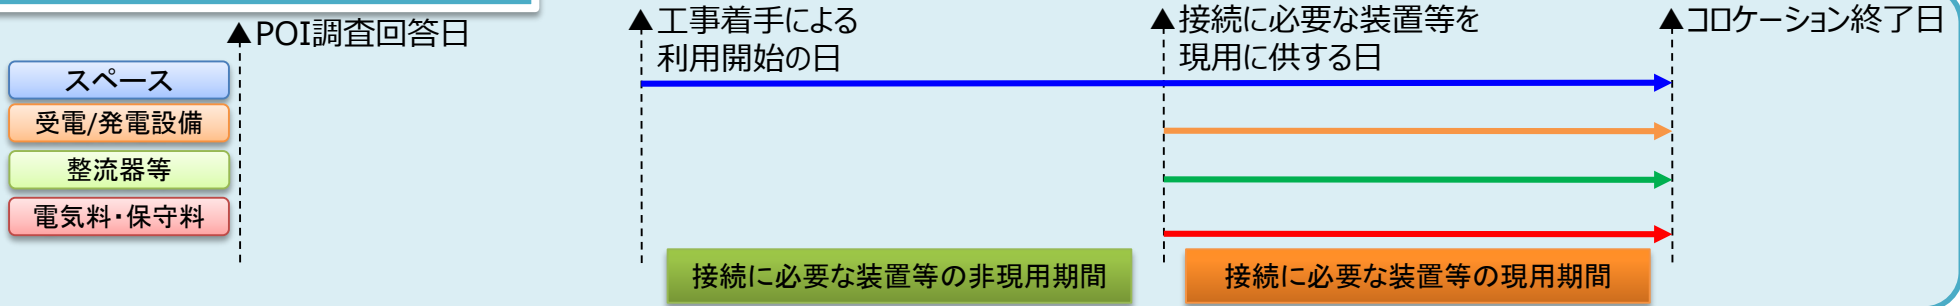 ▲POI調査回答日
▲工事着手による
利用開始の日
▲接続に必要な装置等を
現用に供する日
▲コロケーション終了日
スペース
受電/発電設備
整流器等
電気料・保守料
接続に必要な装置等の非現用期間
接続に必要な装置等の現用期間